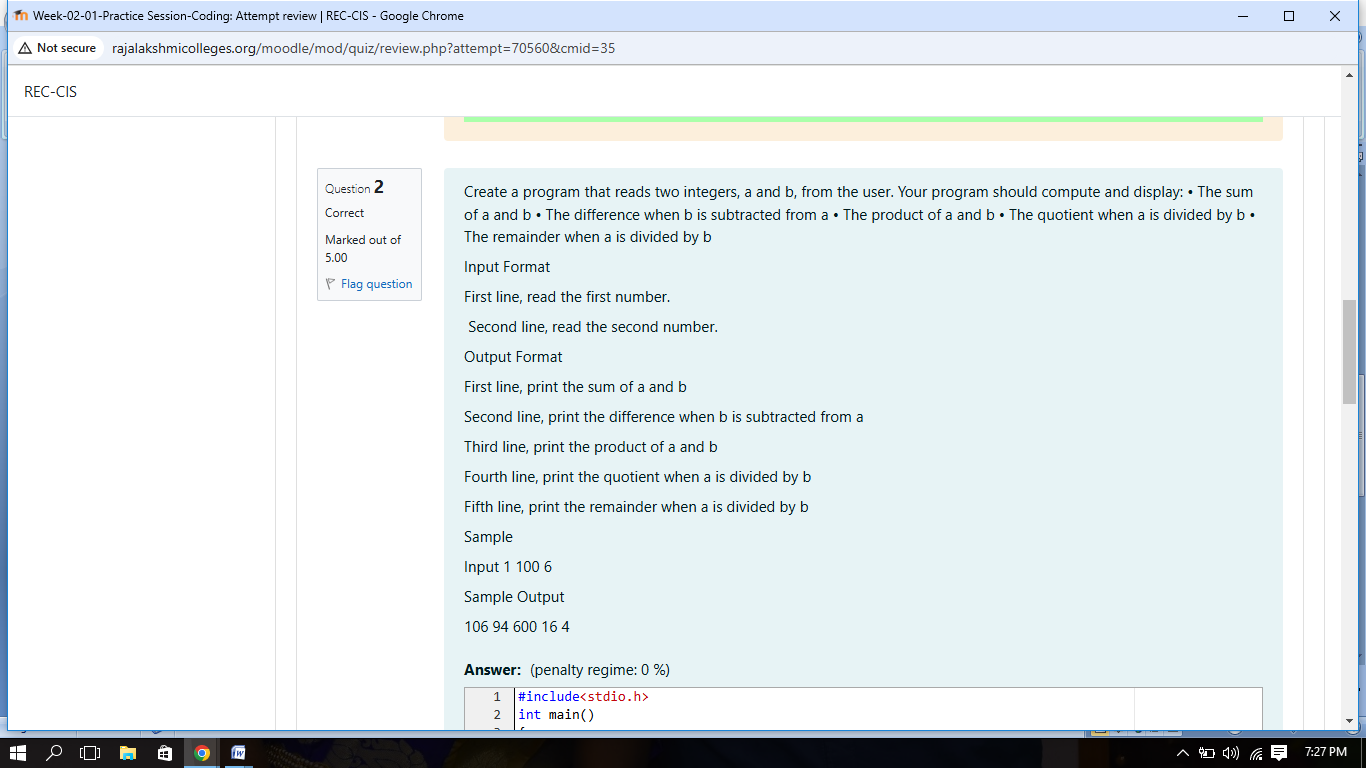 Week-02-01-Practice Session-Coding: Attempt review | REC-CIS - Google Chrome
Not secure rajalakshmicolleges.org/moodle/mod/quiz/review.php?attempt=70560&cmid=35
REC-CIS
Question 2
Correct
Marked out of
5.00
Flag question
Create a program that reads two integers, a and b, from the user. Your program should compute and display: • The sum
of a and b • The difference when b is subtracted from a • The product of a and b • The quotient when a is divided by b •
The remainder when a is divided by b
Input Format
First line, read the first number.
Second line, read the second number.
Output Format
First line, print the sum of a and b
Second line, print the difference when b is subtracted from a
Third line, print the product of a and b
Fourth line, print the quotient when a is divided by b
Fifth line, print the remainder when a is divided by b
Sample
Input 1 100 6
Sample Output
106 94 600 16 4
Answer: (penalty regime: 0 %)
1 #include<stdio.h>
2 int main()
7:27 PM